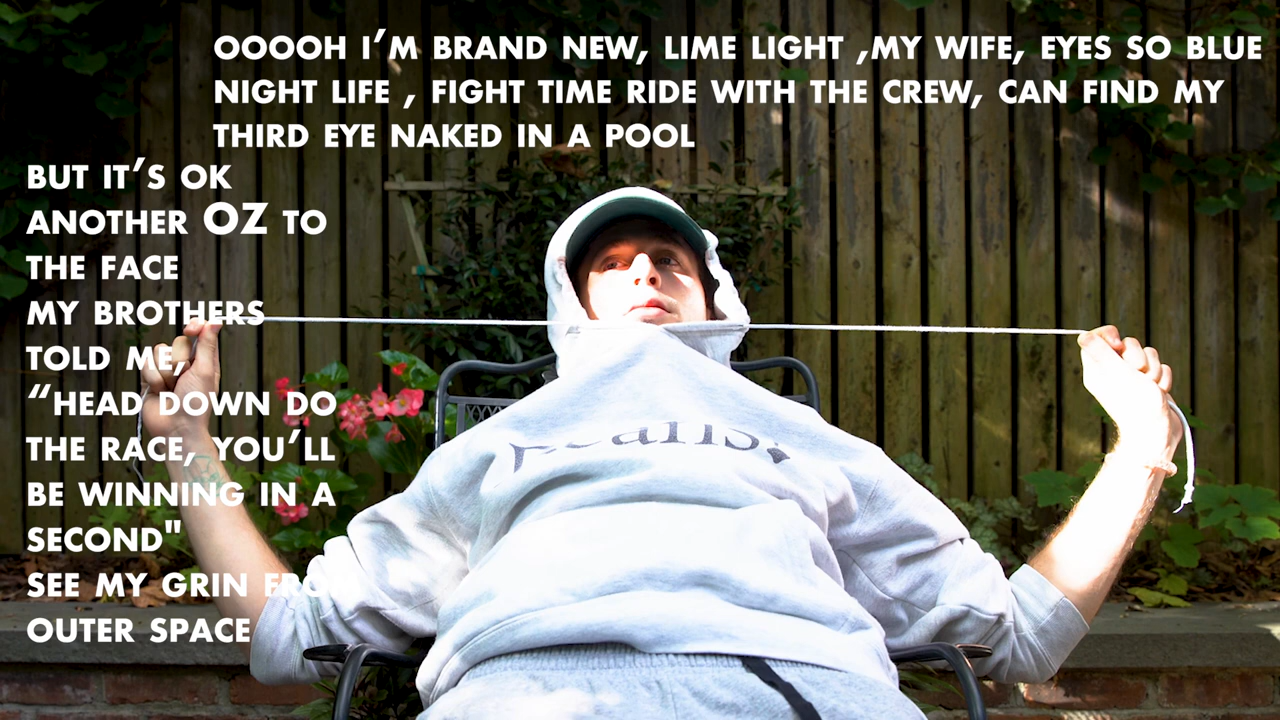 OOOOH I'M BRAND NEW, LIME LIGHT ,MY WIFE, EYES SO BLUE
NIGHT LIFE , FIGHT TIME RIDE WITH THE CREW, CAN FIND MY
THIRD EYE NAKED IN A POOL
BUT IT'S OK
ANOTHER OZ TO
THE FACE
MY BROTHERS
TOLD ME,
“HEAD DOWN DO
THE RACE, YOU'LL
BE WINNING IN A
SECOND"
SEE MY GRIN FROM
OUTER SPACE